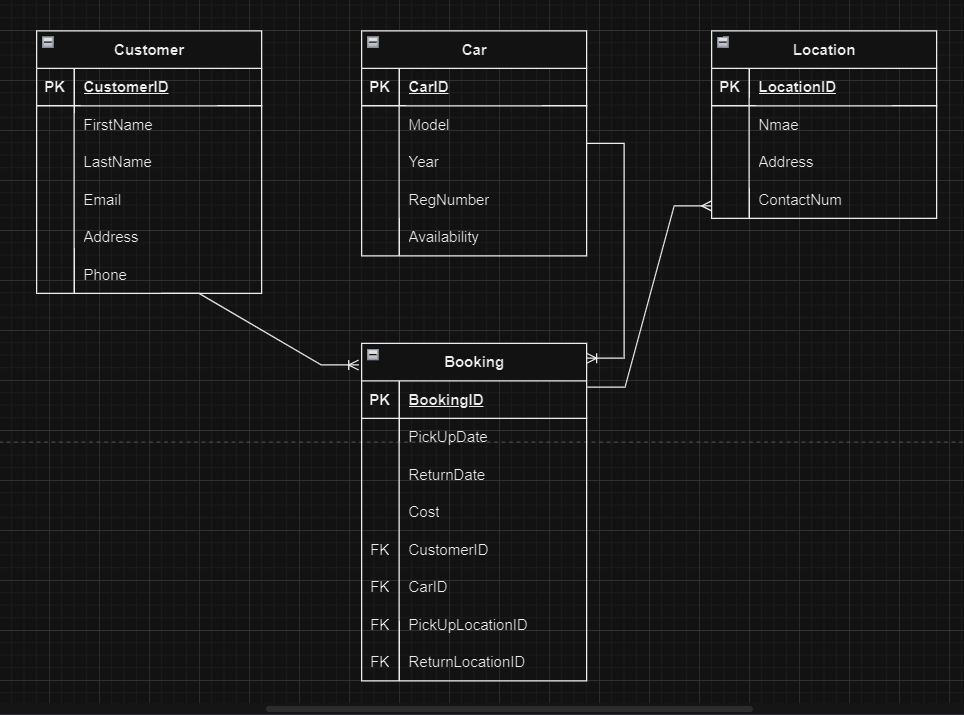 Customer
PK CustomerID
FirstName
LastName
Email
Address
Phone
Car
PK CarID
Model
Year
RegNumber
Availability
Location
PK LocationID
Nmae
Address
ContactNum
Booking
PK BookingID
PickUpDate
ReturnDate
Cost
FK CustomerID
FK CarID
FK PickUpLocationID
FK ReturnLocationID